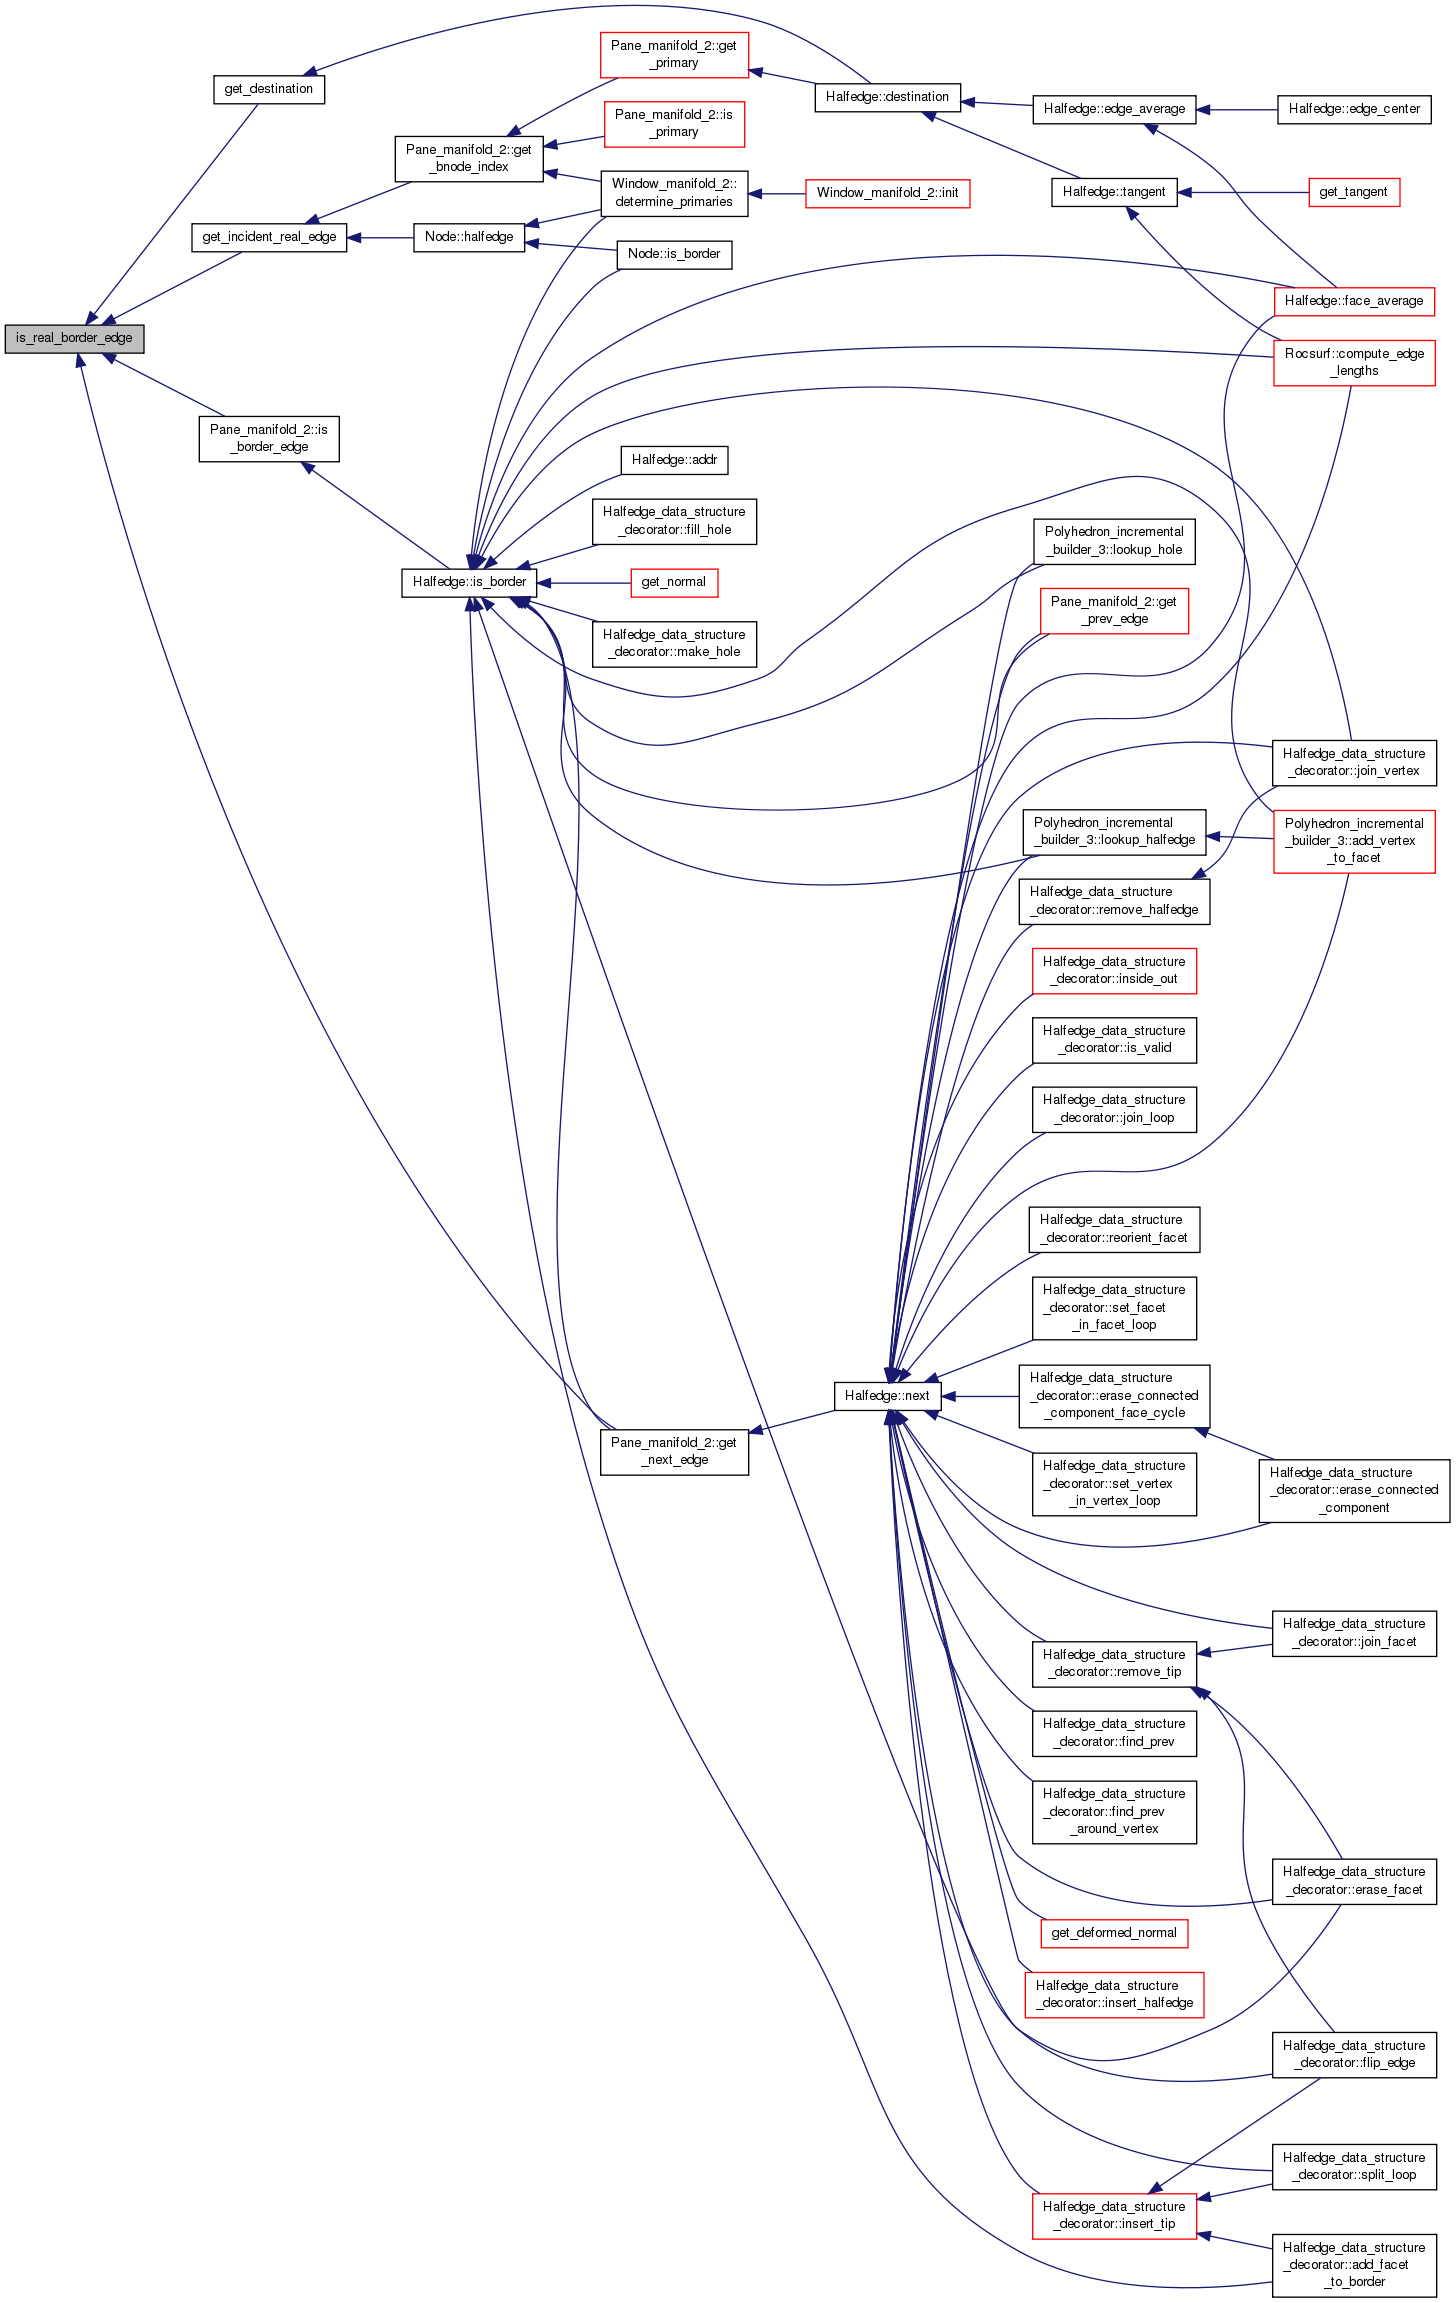 is_real_border_edge
get_destination
get_incident_real_edge
Pane_manifold_2::is
_border_edge
Pane_manifold_2::get
_bnode_index
Node::halfedge
Halfedge::is_border
Pane_manifold_2::get
_primary
Pane_manifold_2::is
_primary
Window_manifold_2::
determine_primaries
Node::is_border
Halfedge::addr
Halfedge_data_structure
_decorator::fill_hole
get_normal
Halfedge_data_structure
_decorator::make_hole
Pane_manifold_2::get
_next_edge
Halfedge::destination
Window_manifold_2::init
Halfedge::next
Halfedge::edge_average
Halfedge::tangent
Polyhedron_incremental
_builder_3::lookup_hole
Pane_manifold_2::get
_prev_edge
Polyhedron_incremental
_builder_3::lookup_halfedge
Halfedge_data_structure
_decorator::remove_halfedge
Halfedge_data_structure
_decorator::inside_out
Halfedge_data_structure
_decorator::is_valid
Halfedge_data_structure
_decorator::join_loop
Halfedge_data_structure
_decorator::reorient_facet
Halfedge_data_structure
_decorator::set_facet
_in_facet_loop
Halfedge_data_structure
_decorator::erase_connected
_component_face_cycle
Halfedge_data_structure
_decorator::set_vertex
_in_vertex_loop
Halfedge_data_structure
_decorator::remove_tip
Halfedge_data_structure
_decorator::find_prev
Halfedge_data_structure
_decorator::find_prev
_around_vertex
get_deformed_normal
Halfedge_data_structure
_decorator::insert_halfedge
Halfedge_data_structure
_decorator::insert_tip
Halfedge::edge_center
get_tangent
Halfedge::face_average
Rocsurf::compute_edge
_lengths
Halfedge_data_structure
_decorator::join_vertex
Polyhedron_incremental
_builder_3::add_vertex
_to_facet
Halfedge_data_structure
_decorator::erase_connected
_component
Halfedge_data_structure
_decorator::join_facet
Halfedge_data_structure
_decorator::erase_facet
Halfedge_data_structure
_decorator::flip_edge
Halfedge_data_structure
_decorator::split_loop
Halfedge_data_structure
_decorator::add_facet
_to_border